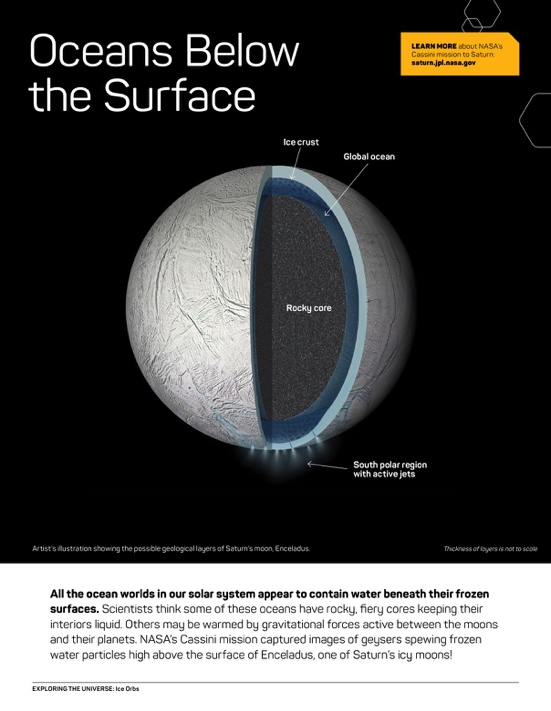 Oceans Below
the Surface
LEARN MORE about NASA's
Cassini mission to Saturn:
saturn.jpl.nasa.gov
Ice crust
Global ocean
Rocky core
South polar region
with active jets
Artist's illustration showing the possible geological layers of Saturn's moon, Enceladus.
Thickness of layers is not to scale
All the ocean worlds in our solar system appear to contain water beneath their frozen
surfaces. Scientists think some of these oceans have rocky, fiery cores keeping their
interiors liquid. Others may be warmed by gravitational forces active between the moons
and their planets. NASA's Cassini mission captured images of geysers spewing frozen
water particles high above the surface of Enceladus, one of Saturn's icy moons!
EXPLORING THE UNIVERSE: Ice Orbs